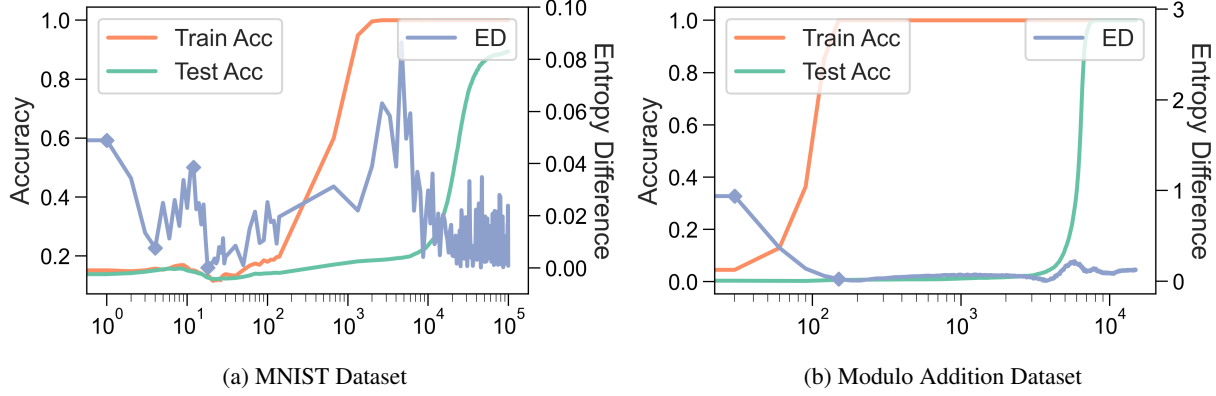 Train Acc
Test Acc
ED
Accuracy
1.0
0.8
0.6
0.4
0.2
0.10
0.08
0.06
0.04
0.02
0.00
Entropy Difference
10^0
10^1
10^2
10^3
10^4
10^5
(a) MNIST Dataset
Train Acc
Test Acc
ED
Accuracy
1.0
0.8
0.6
0.4
0.2
0.0
3
2
1
0
Entropy Difference
10^2
10^3
10^4
(b) Modulo Addition Dataset